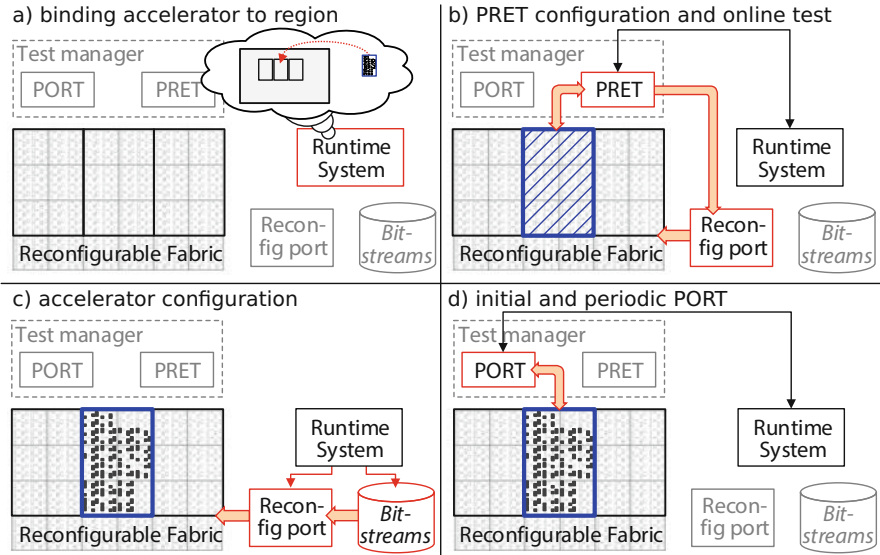 a) binding accelerator to region
Test manager
PORT
PRET
Runtime
System
Recon-
fig port
Bit-
streams
Reconfigurable Fabric
b) PRET configuration and online test
Test manager
PORT
PRET
Runtime
System
Recon-
fig port
Bit-
streams
Reconfigurable Fabric
c) accelerator configuration
Test manager
PORT
PRET
Runtime
System
Recon-
fig port
Bit-
streams
Reconfigurable Fabric
d) initial and periodic PORT
Test manager
PORT
PRET
Runtime
System
Recon-
fig port
Bit-
streams
Reconfigurable Fabric